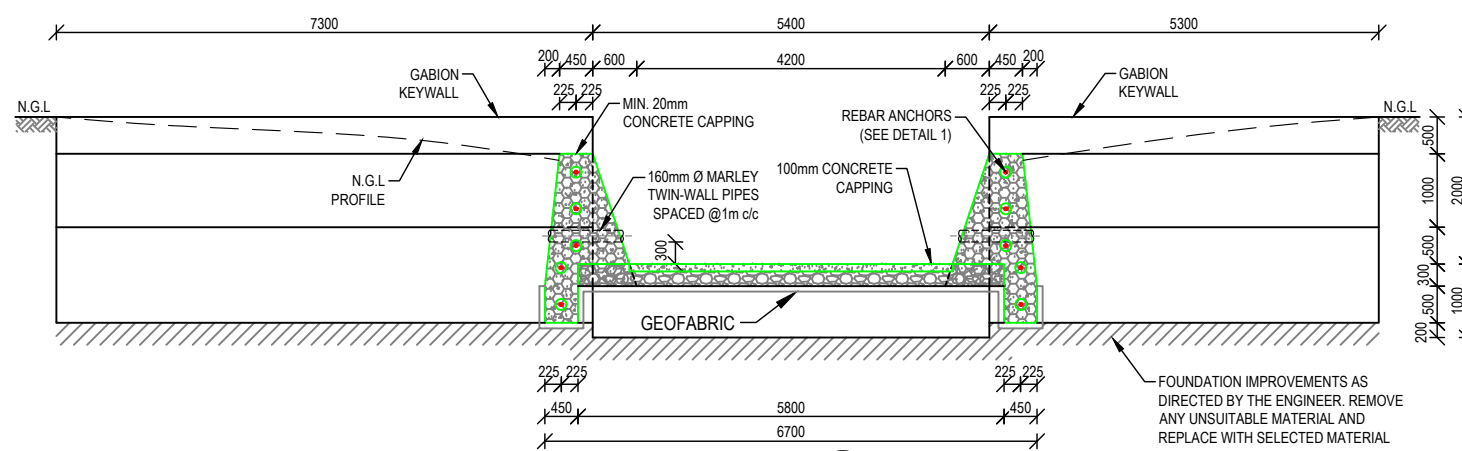 7300
5400
5300
200
450
600
4200
600
450
200
GABION
KEYWALL
225
225
225
225
GABION
KEYWALL
N.G.L
N.G.L
MIN. 20mm
CONCRETE CAPPING
REBAR ANCHORS
(SEE DETAIL 1)
500
N.G.L
PROFILE
160mm Ø MARLEY
TWIN-WALL PIPES
SPACED @1m c/c
100mm CONCRETE
CAPPING
1000
2000
300
500
300
GEOFABRIC
500
1000
200
225
225
225
225
450
5800
450
6700
FOUNDATION IMPROVEMENTS AS
DIRECTED BY THE ENGINEER. REMOVE
ANY UNSUITABLE MATERIAL AND
REPLACE WITH SELECTED MATERIAL